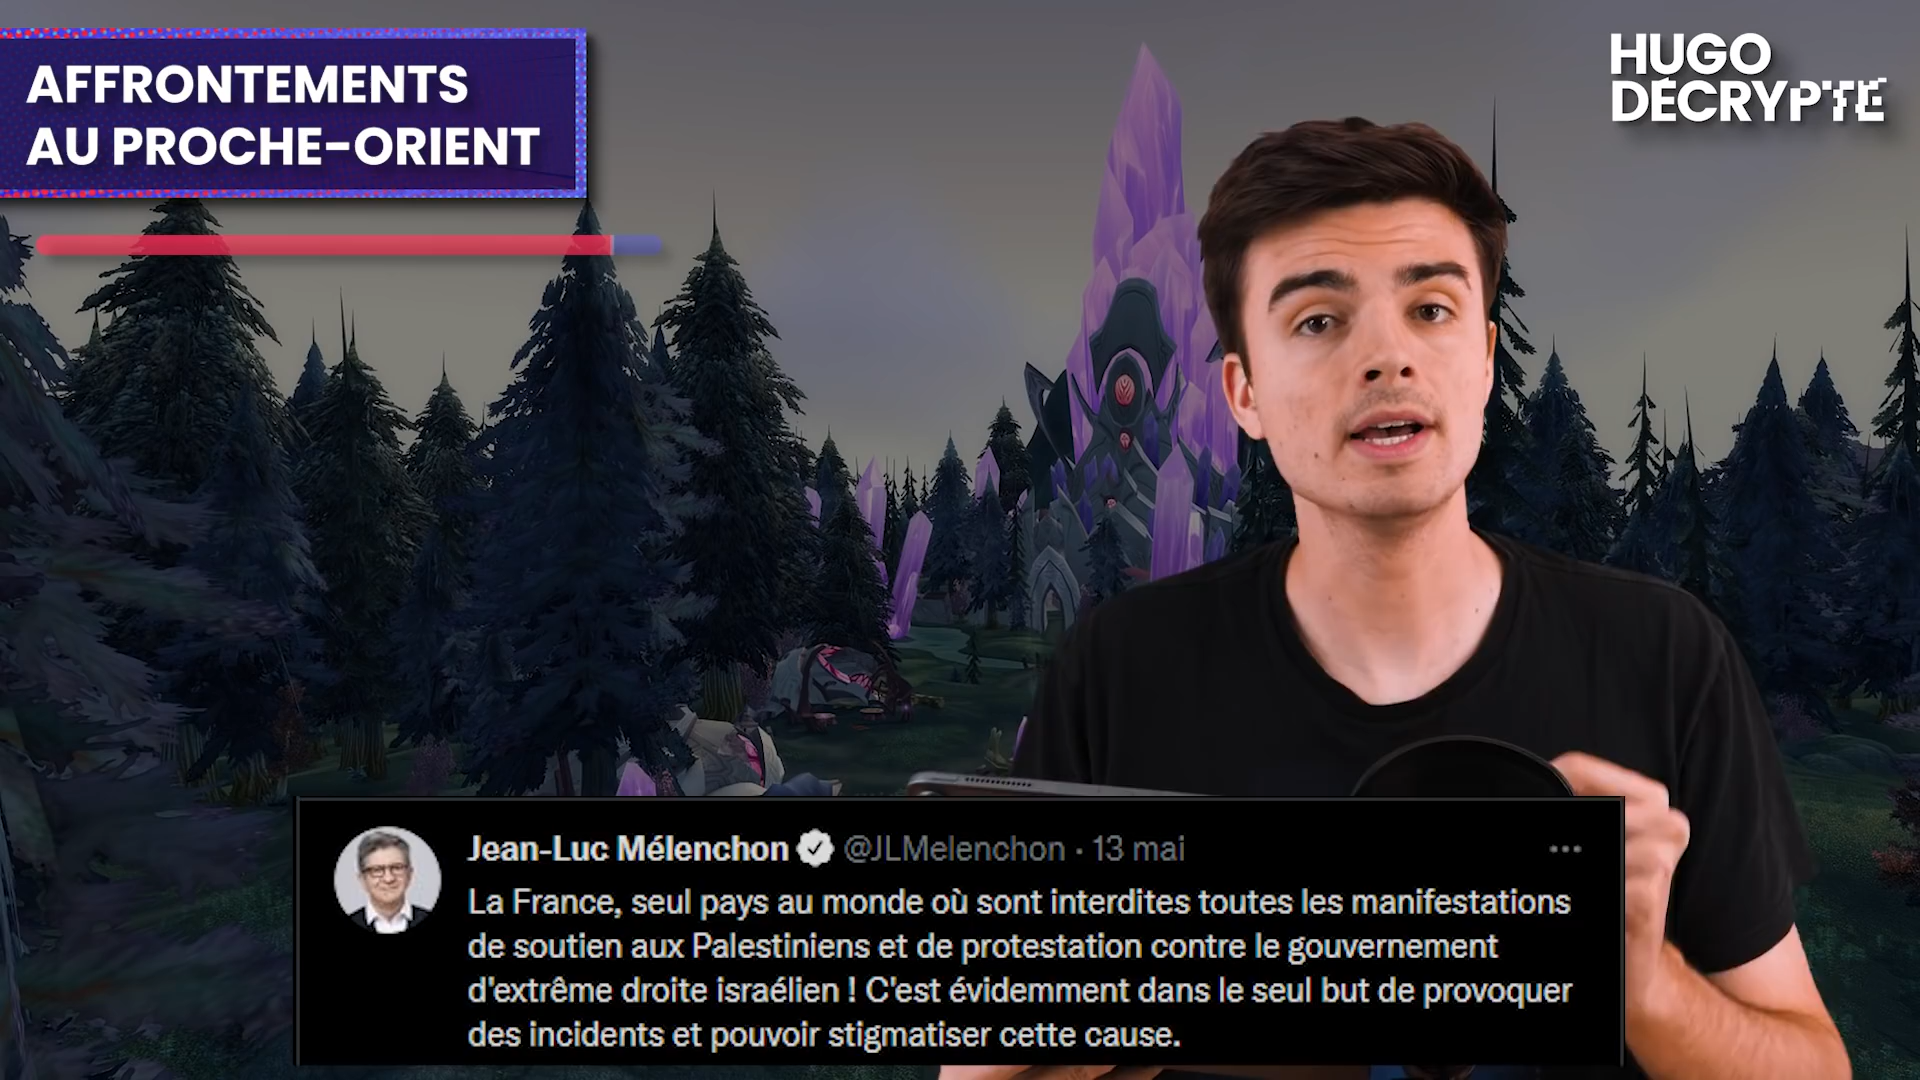 AFFRONTEMENTS
AU PROCHE-ORIENT
HUGO
DÉCRYPTE
Jean-Luc Mélenchon @JLMelenchon · 13 mai
La France, seul pays au monde où sont interdites toutes les manifestations
de soutien aux Palestiniens et de protestation contre le gouvernement
d'extrême droite israélien ! C'est évidemment dans le seul but de provoquer
des incidents et pouvoir stigmatiser cette cause.